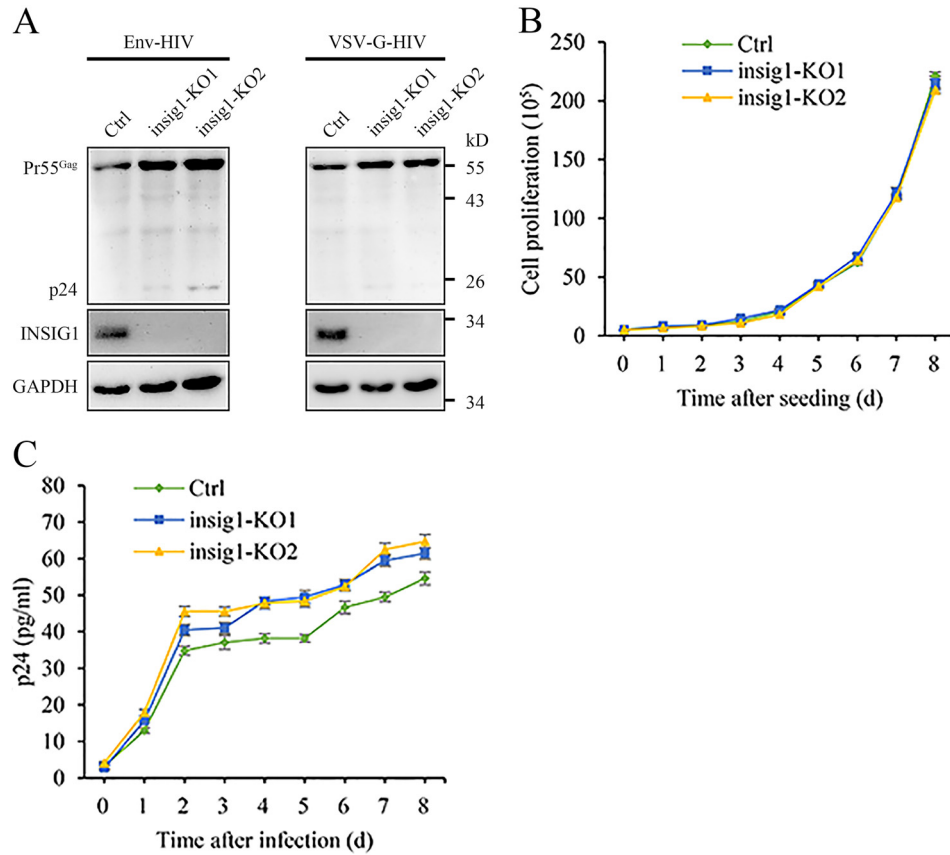 A
Env-HIV
VSV-G-HIV
Ctrl
insig1-KO1
insig1-KO2
Ctrl
insig1-KO1
insig1-KO2
kD
Pr55ᴳᵃᵍ
55
43
p24
26
INSIG1
34
GAPDH
34
B
Ctrl
insig1-KO1
insig1-KO2
Cell proliferation (10⁵)
250
200
150
100
50
0
0 1 2 3 4 5 6 7 8
Time after seeding (d)
C
Ctrl
insig1-KO1
insig1-KO2
p24 (pg/ml)
80
70
60
50
40
30
20
10
0
0 1 2 3 4 5 6 7 8
Time after infection (d)